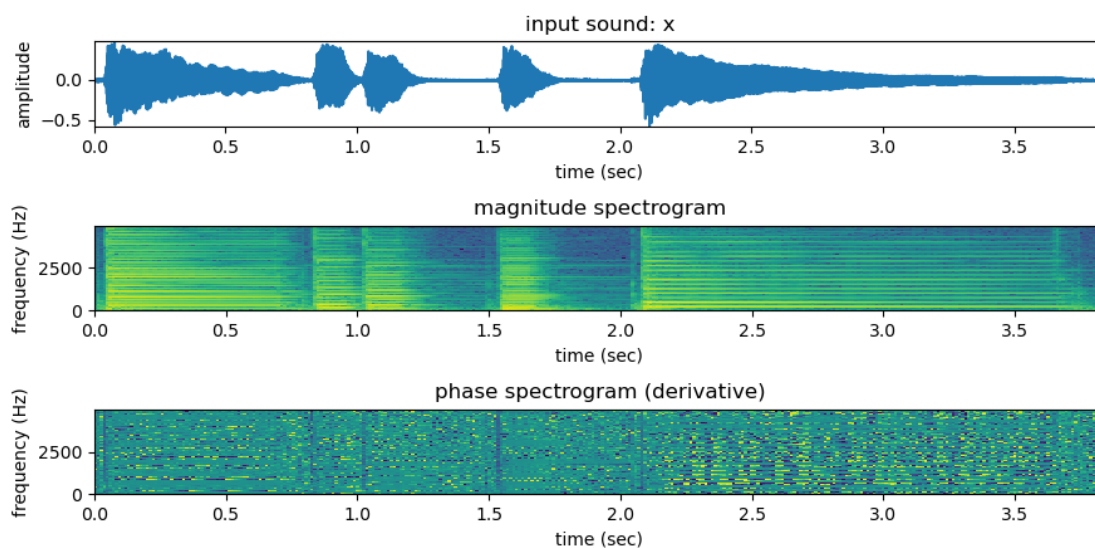 input sound: x
amplitude
0.0
−0.5
0.0 0.5 1.0 1.5 2.0 2.5 3.0 3.5
time (sec)
magnitude spectrogram
frequency (Hz)
2500
0
0.0 0.5 1.0 1.5 2.0 2.5 3.0 3.5
time (sec)
phase spectrogram (derivative)
frequency (Hz)
2500
0
0.0 0.5 1.0 1.5 2.0 2.5 3.0 3.5
time (sec)